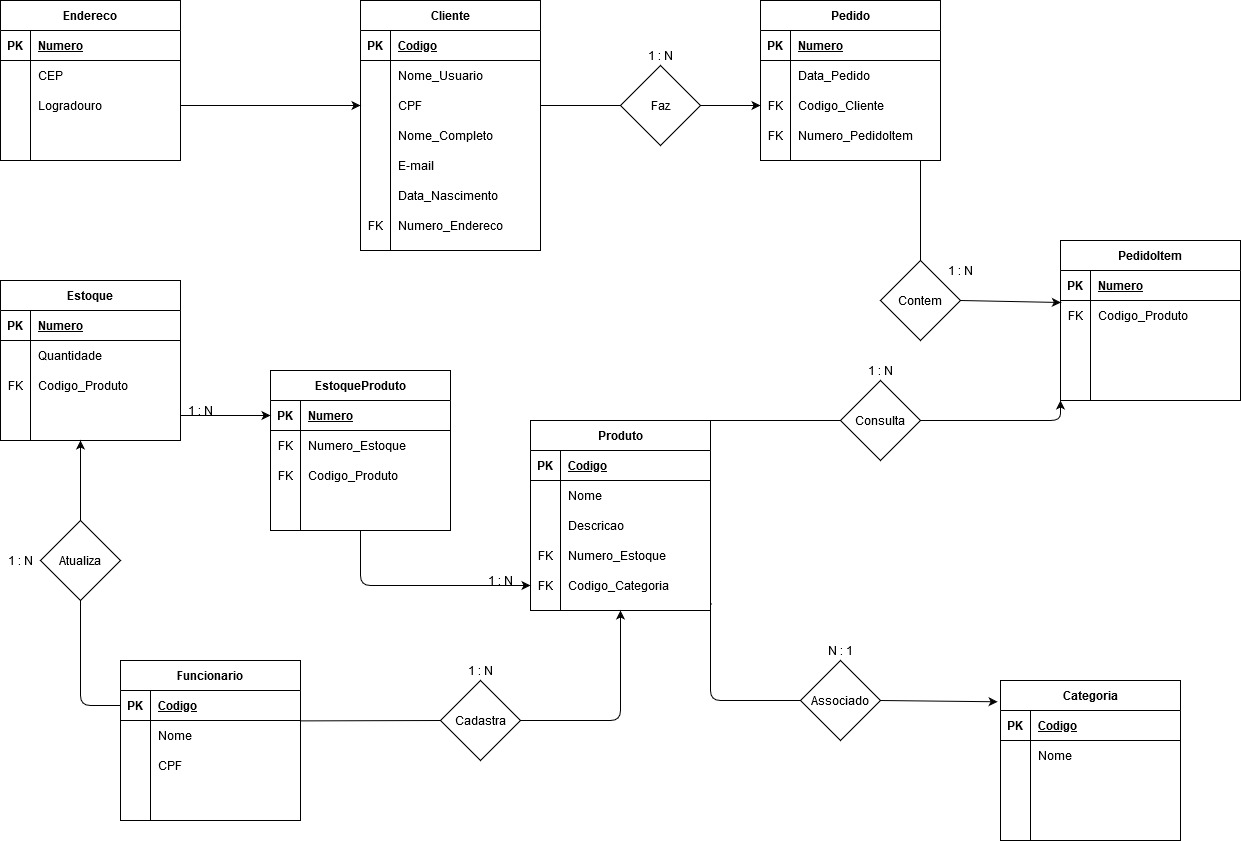 Endereco
PK Numero
CEP
Logradouro
Cliente
PK Codigo
Nome_Usuario
CPF
Nome_Completo
E-mail
Data_Nascimento
FK Numero_Endereco
1 : N
Faz
Pedido
PK Numero
Data_Pedido
FK Codigo_Cliente
FK Numero_PedidoItem
1 : N
Contem
PedidoItem
PK Numero
FK Codigo_Produto
Estoque
PK Numero
Quantidade
FK Codigo_Produto
1 : N
EstoqueProduto
PK Numero
FK Numero_Estoque
FK Codigo_Produto
1 : N
Consulta
Produto
PK Codigo
Nome
Descricao
FK Numero_Estoque
FK Codigo_Categoria
1 : N
1 : N
Atualiza
Funcionario
PK Codigo
Nome
CPF
1 : N
Cadastra
N : 1
Associado
Categoria
PK Codigo
Nome